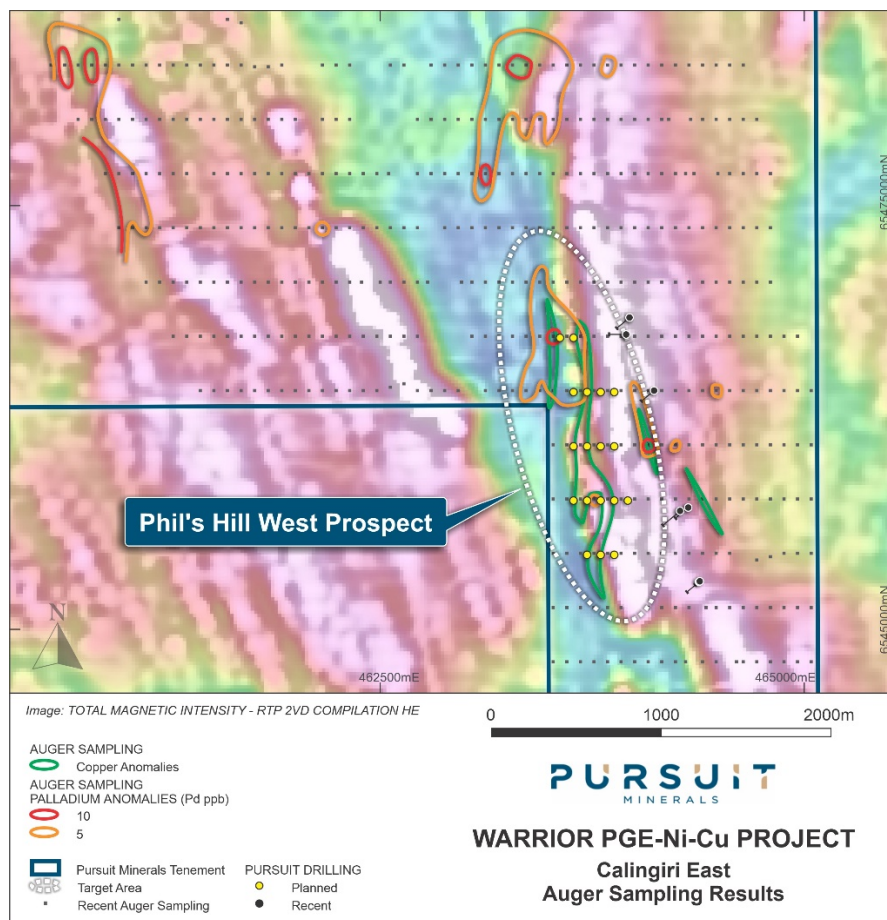 65475000mN
Phil's Hill West Prospect
N
6545000mN
462500mE
465000mE
Image: TOTAL MAGNETIC INTENSITY - RTP 2VD COMPILATION HE
0 1000 2000m
AUGER SAMPLING
Copper Anomalies
AUGER SAMPLING
PALLADIUM ANOMALIES (Pd ppb)
10
5
Pursuit Minerals Tenement
Target Area
Recent Auger Sampling
PURSUIT DRILLING
Planned
Recent
PURSUIT
MINERALS
WARRIOR PGE-Ni-Cu PROJECT
Calingiri East
Auger Sampling Results